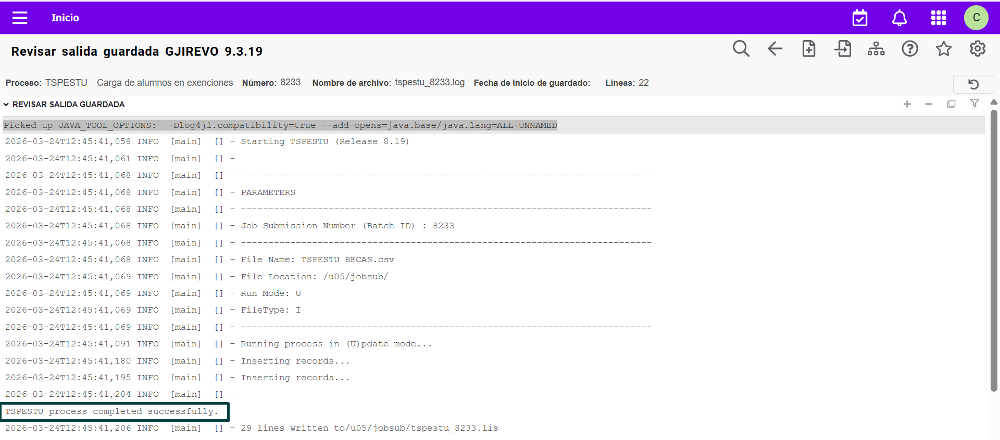 Inicio
C
Revisar salida guardada GJIREVO 9.3.19
Proceso: TSPESTU Carga de alumnos en exenciones Número: 8233 Nombre de archivo: tspestu_8233.log Fecha de inicio de guardado: Líneas: 22
REVISAR SALIDA GUARDADA
Picked up JAVA_TOOL_OPTIONS:  -Dlog4j1.compatibility=true --add-opens=java.base/java.lang=ALL-UNNAMED
2026-03-24T12:45:41,058 INFO  [main]  [] - Starting TSPESTU (Release 8.19)
2026-03-24T12:45:41,061 INFO  [main]  [] -
2026-03-24T12:45:41,068 INFO  [main]  [] - ---------------------------------------------------------------------------
2026-03-24T12:45:41,068 INFO  [main]  [] - PARAMETERS
2026-03-24T12:45:41,068 INFO  [main]  [] - ---------------------------------------------------------------------------
2026-03-24T12:45:41,068 INFO  [main]  [] - Job Submission Number (Batch ID) : 8233
2026-03-24T12:45:41,068 INFO  [main]  [] - ---------------------------------------------------------------------------
2026-03-24T12:45:41,068 INFO  [main]  [] - File Name: TSPESTU BECAS.csv
2026-03-24T12:45:41,069 INFO  [main]  [] - File Location: /u05/jobsub/
2026-03-24T12:45:41,069 INFO  [main]  [] - Run Mode: U
2026-03-24T12:45:41,069 INFO  [main]  [] - FileType: I
2026-03-24T12:45:41,069 INFO  [main]  [] - ---------------------------------------------------------------------------
2026-03-24T12:45:41,091 INFO  [main]  [] - Running process in (U)pdate mode...
2026-03-24T12:45:41,180 INFO  [main]  [] - Inserting records...
2026-03-24T12:45:41,195 INFO  [main]  [] - Inserting records...
2026-03-24T12:45:41,204 INFO  [main]  [] -
TSPESTU process completed successfully.
2026-03-24T12:45:41,206 INFO  [main]  [] - 29 lines written to/u05/jobsub/tspestu_8233.lis